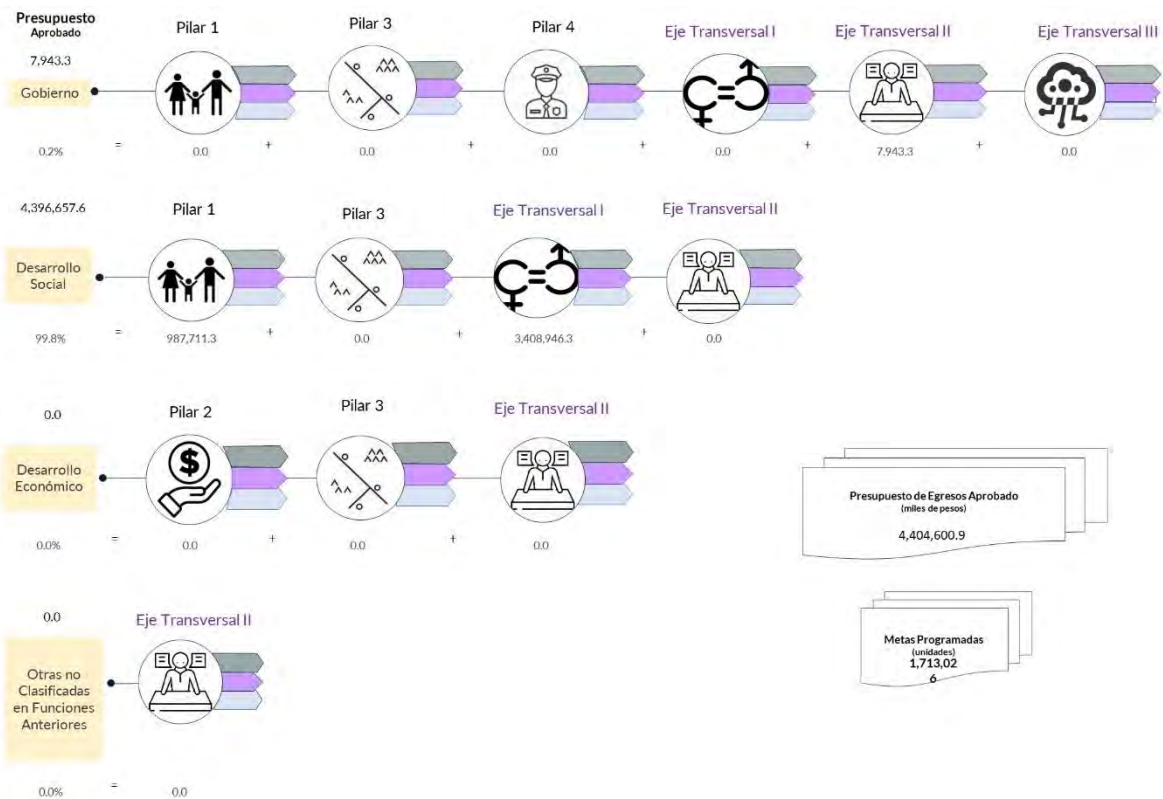 Presupuesto
Aprobado
7,943.3
Gobierno
Pilar 1
Pilar 3
Pilar 4
Eje Transversal I
Eje Transversal II
Eje Transversal III
0.2% = 0.0 + 0.0 + 0.0 + 0.0 + 7,943.3 + 0.0
4,396,657.6
Pilar 1
Pilar 3
Eje Transversal I
Eje Transversal II
Desarrollo
Social
99.8% = 987,711.3 + 0.0 + 3,408,946.3 + 0.0
0.0
Pilar 2
Pilar 3
Eje Transversal II
Desarrollo
Económico
0.0% = 0.0 + 0.0 + 0.0
Presupuesto de Egresos Aprobado
(miles de pesos)
4,404,600.9
0.0
Eje Transversal II
Otras no
Clasificadas
en Funciones
Anteriores
0.0% = 0.0
Metas Programadas
(unidades)
1,713,02
6